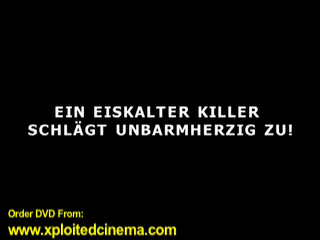 EIN EISKALTER KILLER
SCHLÄGT UNBARMHERZIG ZU!
Order DVD From:
www.xploitedcinema.com